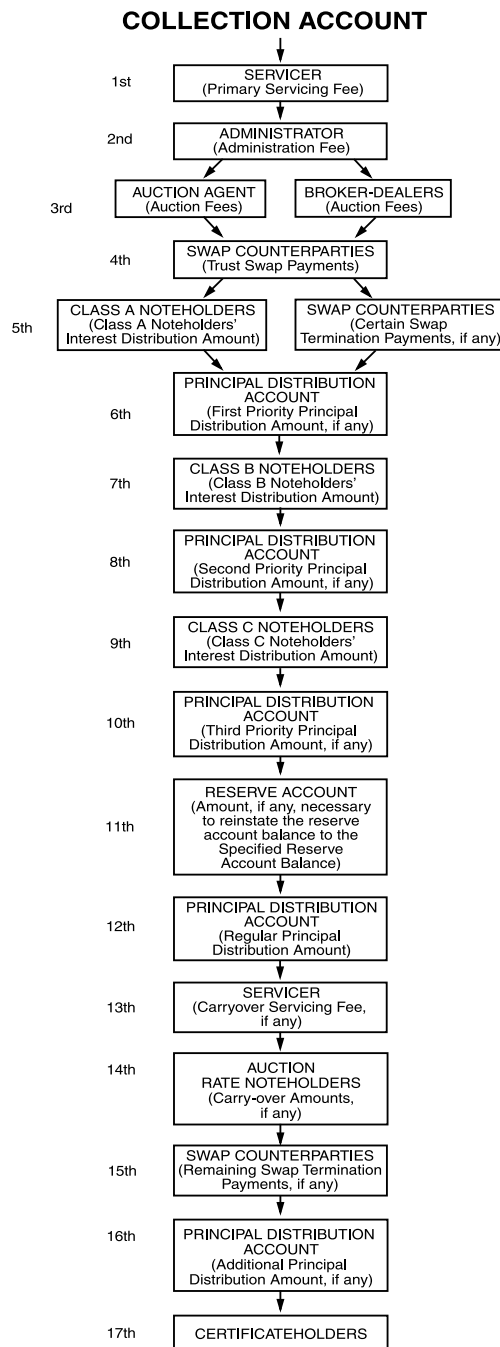 COLLECTION ACCOUNT
1st
SERVICER
(Primary Servicing Fee)
2nd
ADMINISTRATOR
(Administration Fee)
3rd
AUCTION AGENT
(Auction Fees)
BROKER-DEALERS
(Auction Fees)
4th
SWAP COUNTERPARTIES
(Trust Swap Payments)
5th
CLASS A NOTEHOLDERS
(Class A Noteholders'
Interest Distribution Amount)
SWAP COUNTERPARTIES
(Certain Swap
Termination Payments, if any)
6th
PRINCIPAL DISTRIBUTION
ACCOUNT
(First Priority Principal
Distribution Amount, if any)
7th
CLASS B NOTEHOLDERS
(Class B Noteholders'
Interest Distribution Amount)
8th
PRINCIPAL DISTRIBUTION
ACCOUNT
(Second Priority Principal
Distribution Amount, if any)
9th
CLASS C NOTEHOLDERS
(Class C Noteholders'
Interest Distribution Amount)
10th
PRINCIPAL DISTRIBUTION
ACCOUNT
(Third Priority Principal
Distribution Amount, if any)
11th
RESERVE ACCOUNT
(Amount, if any, necessary
to reinstate the reserve
account balance to the
Specified Reserve
Account Balance)
12th
PRINCIPAL DISTRIBUTION
ACCOUNT
(Regular Principal
Distribution Amount)
13th
SERVICER
(Carryover Servicing Fee,
if any)
14th
AUCTION
RATE NOTEHOLDERS
(Carry-over Amounts,
if any)
15th
SWAP COUNTERPARTIES
(Remaining Swap Termination
Payments, if any)
16th
PRINCIPAL DISTRIBUTION
ACCOUNT
(Additional Principal
Distribution Amount, if any)
17th
CERTIFICATEHOLDERS